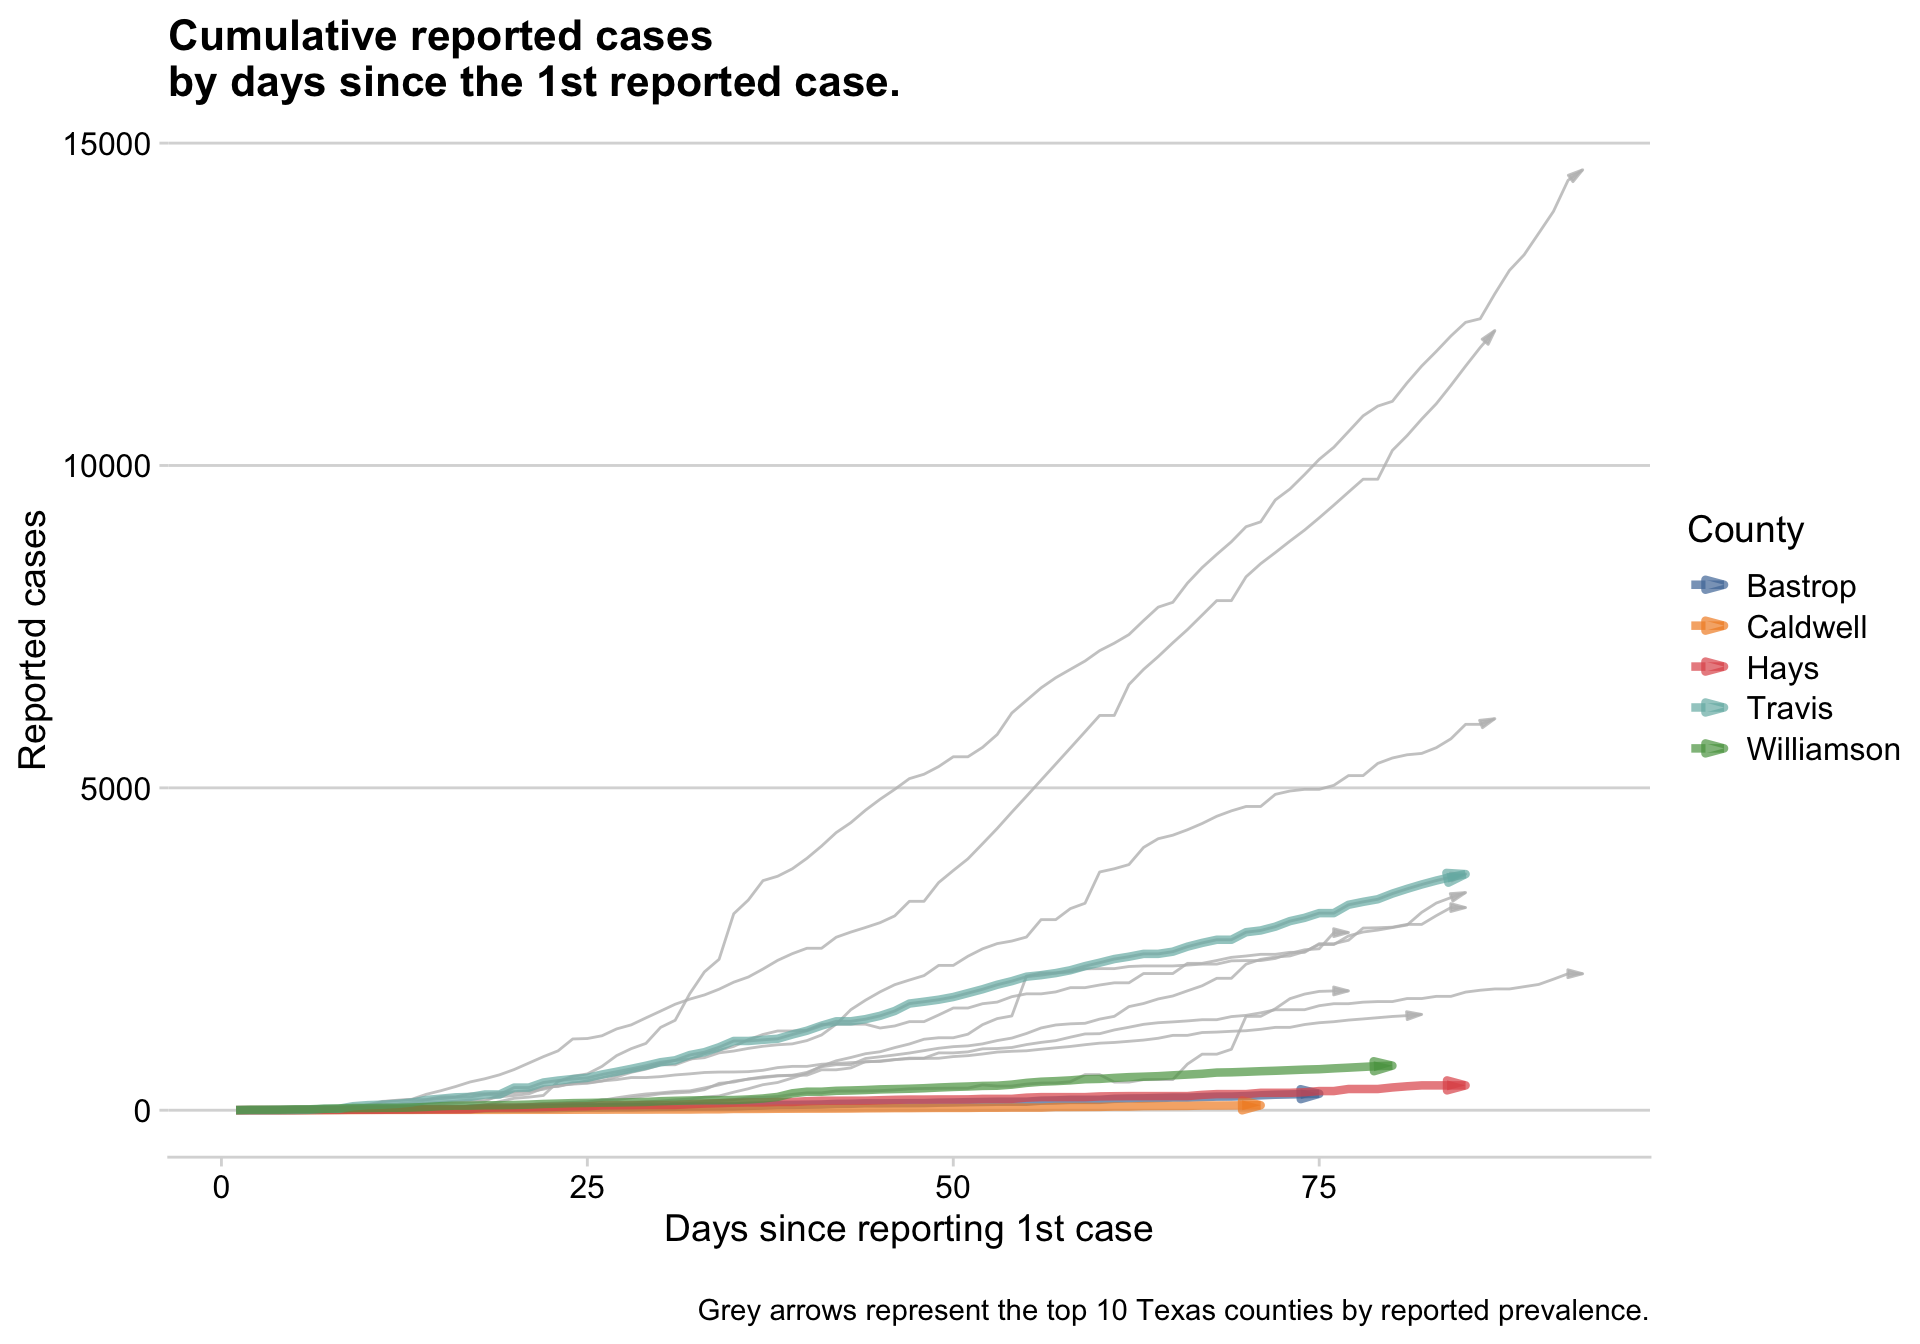 Cumulative reported cases
by days since the 1st reported case.
15000
10000
5000
0
Reported cases
0 25 50 75
Days since reporting 1st case
County
Bastrop
Caldwell
Hays
Travis
Williamson
Grey arrows represent the top 10 Texas counties by reported prevalence.